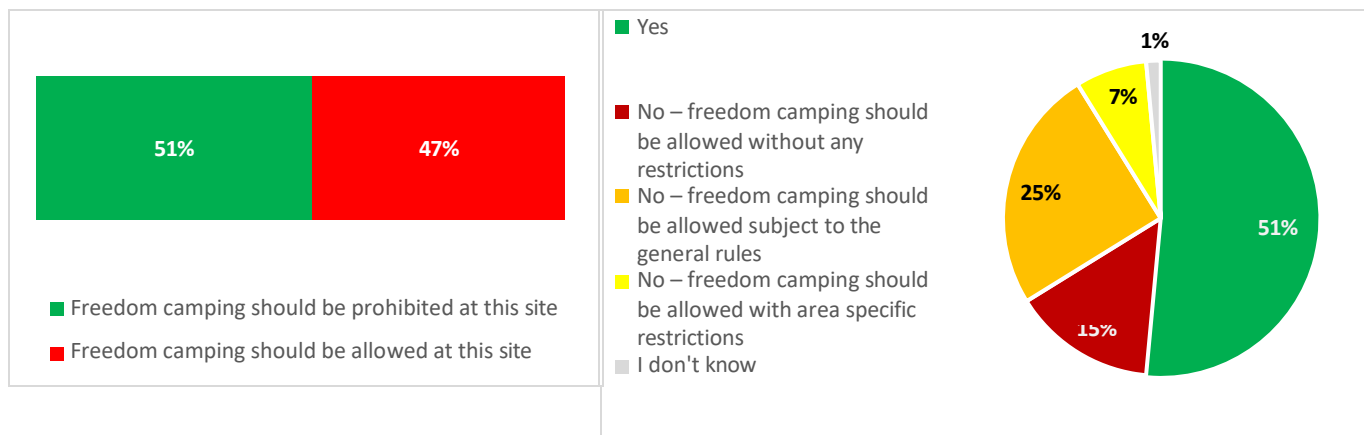 51%
47%
Freedom camping should be prohibited at this site
Freedom camping should be allowed at this site
Yes
No – freedom camping should
be allowed without any
restrictions
No – freedom camping should
be allowed subject to the
general rules
No – freedom camping should
be allowed with area specific
restrictions
I don't know
1%
7%
25%
51%
15%